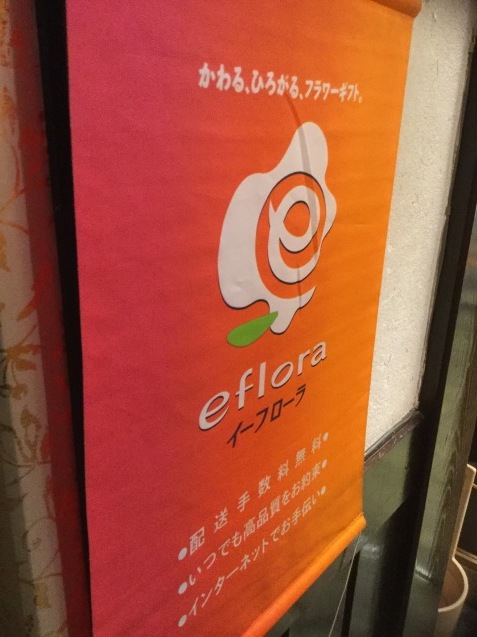 かわる、ひろがる、フラワーギフト。
e
eflora
イーフローラ
●配送手数料無料●
●いつでも高品質をお約束●
●インターネットでお手伝い●